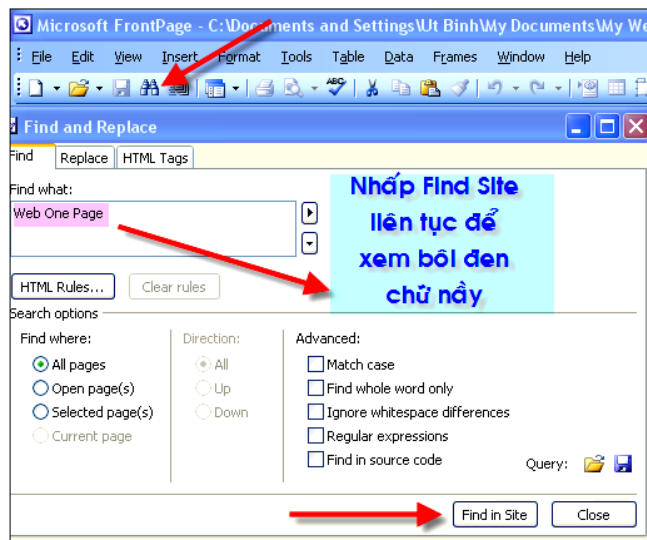 Microsoft FrontPage - C:\Documents and Settings\Ut Binh\My Documents\My We
File Edit View Insert Format Tools Table Data Frames Window Help
Find and Replace
Find Replace HTML Tags
Find what:
Web One Page
Nhấp Find Site
liên tục để
xem bôi đen
chữ nầy
HTML Rules... Clear rules
Search options
Find where: Direction: Advanced:
All pages All Match case
Open page(s) Up Find whole word only
Selected page(s) Down Ignore whitespace differences
Current page Regular expressions
Find in source code Query:
Find in Site Close